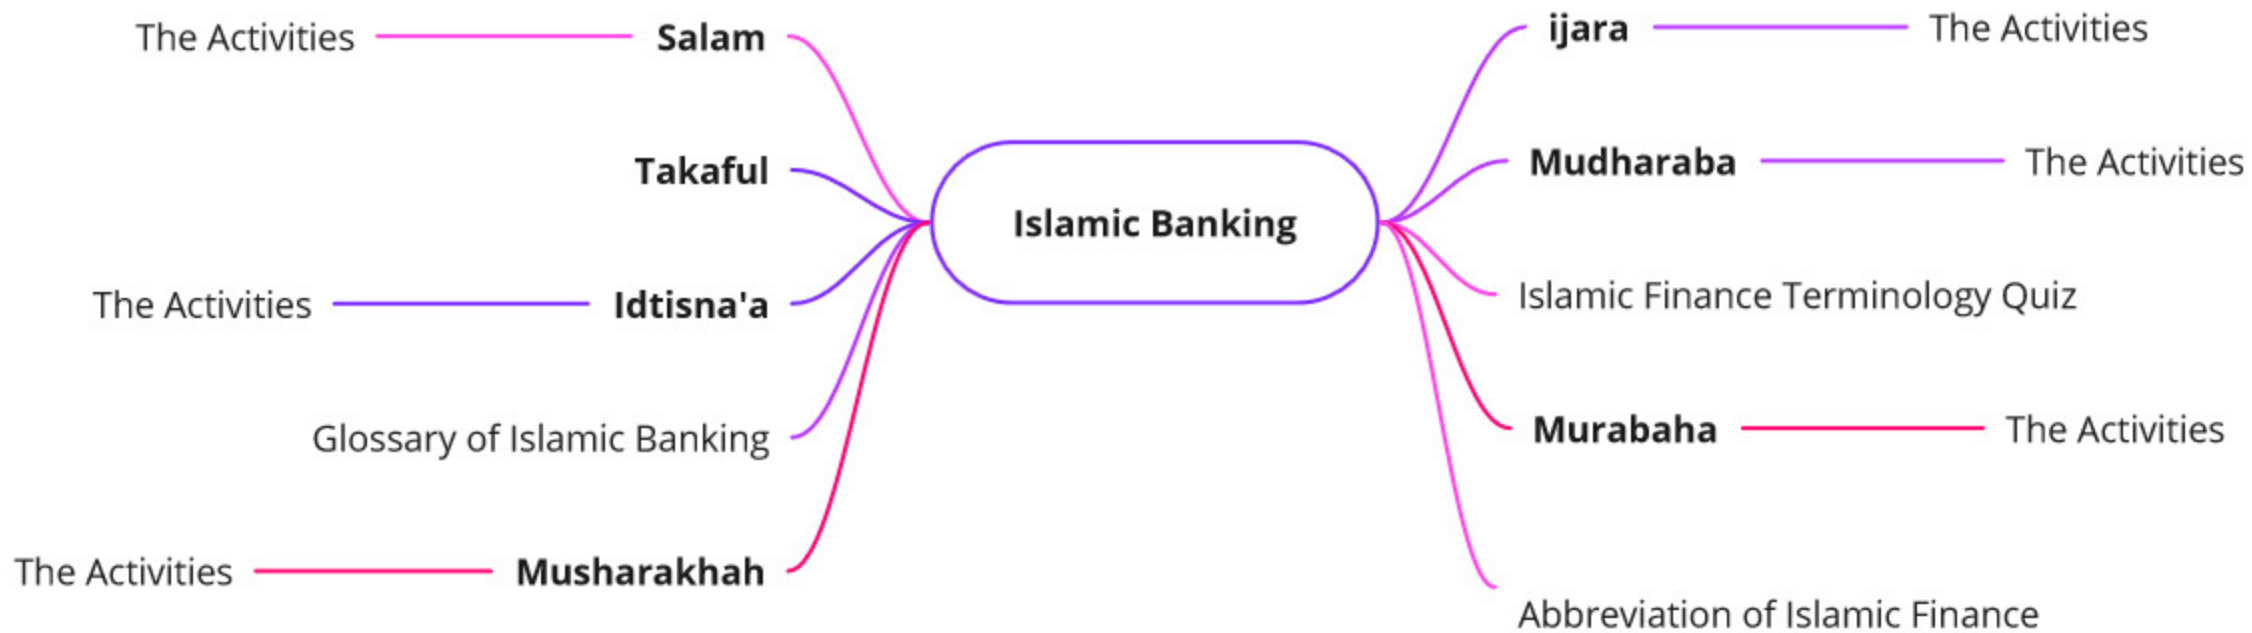 The Activities
Salam
Takaful
The Activities
Idtisna'a
Glossary of Islamic Banking
The Activities
Musharakhah
Islamic Banking
ijara
The Activities
Mudharaba
The Activities
Islamic Finance Terminology Quiz
Murabaha
The Activities
Abbreviation of Islamic Finance